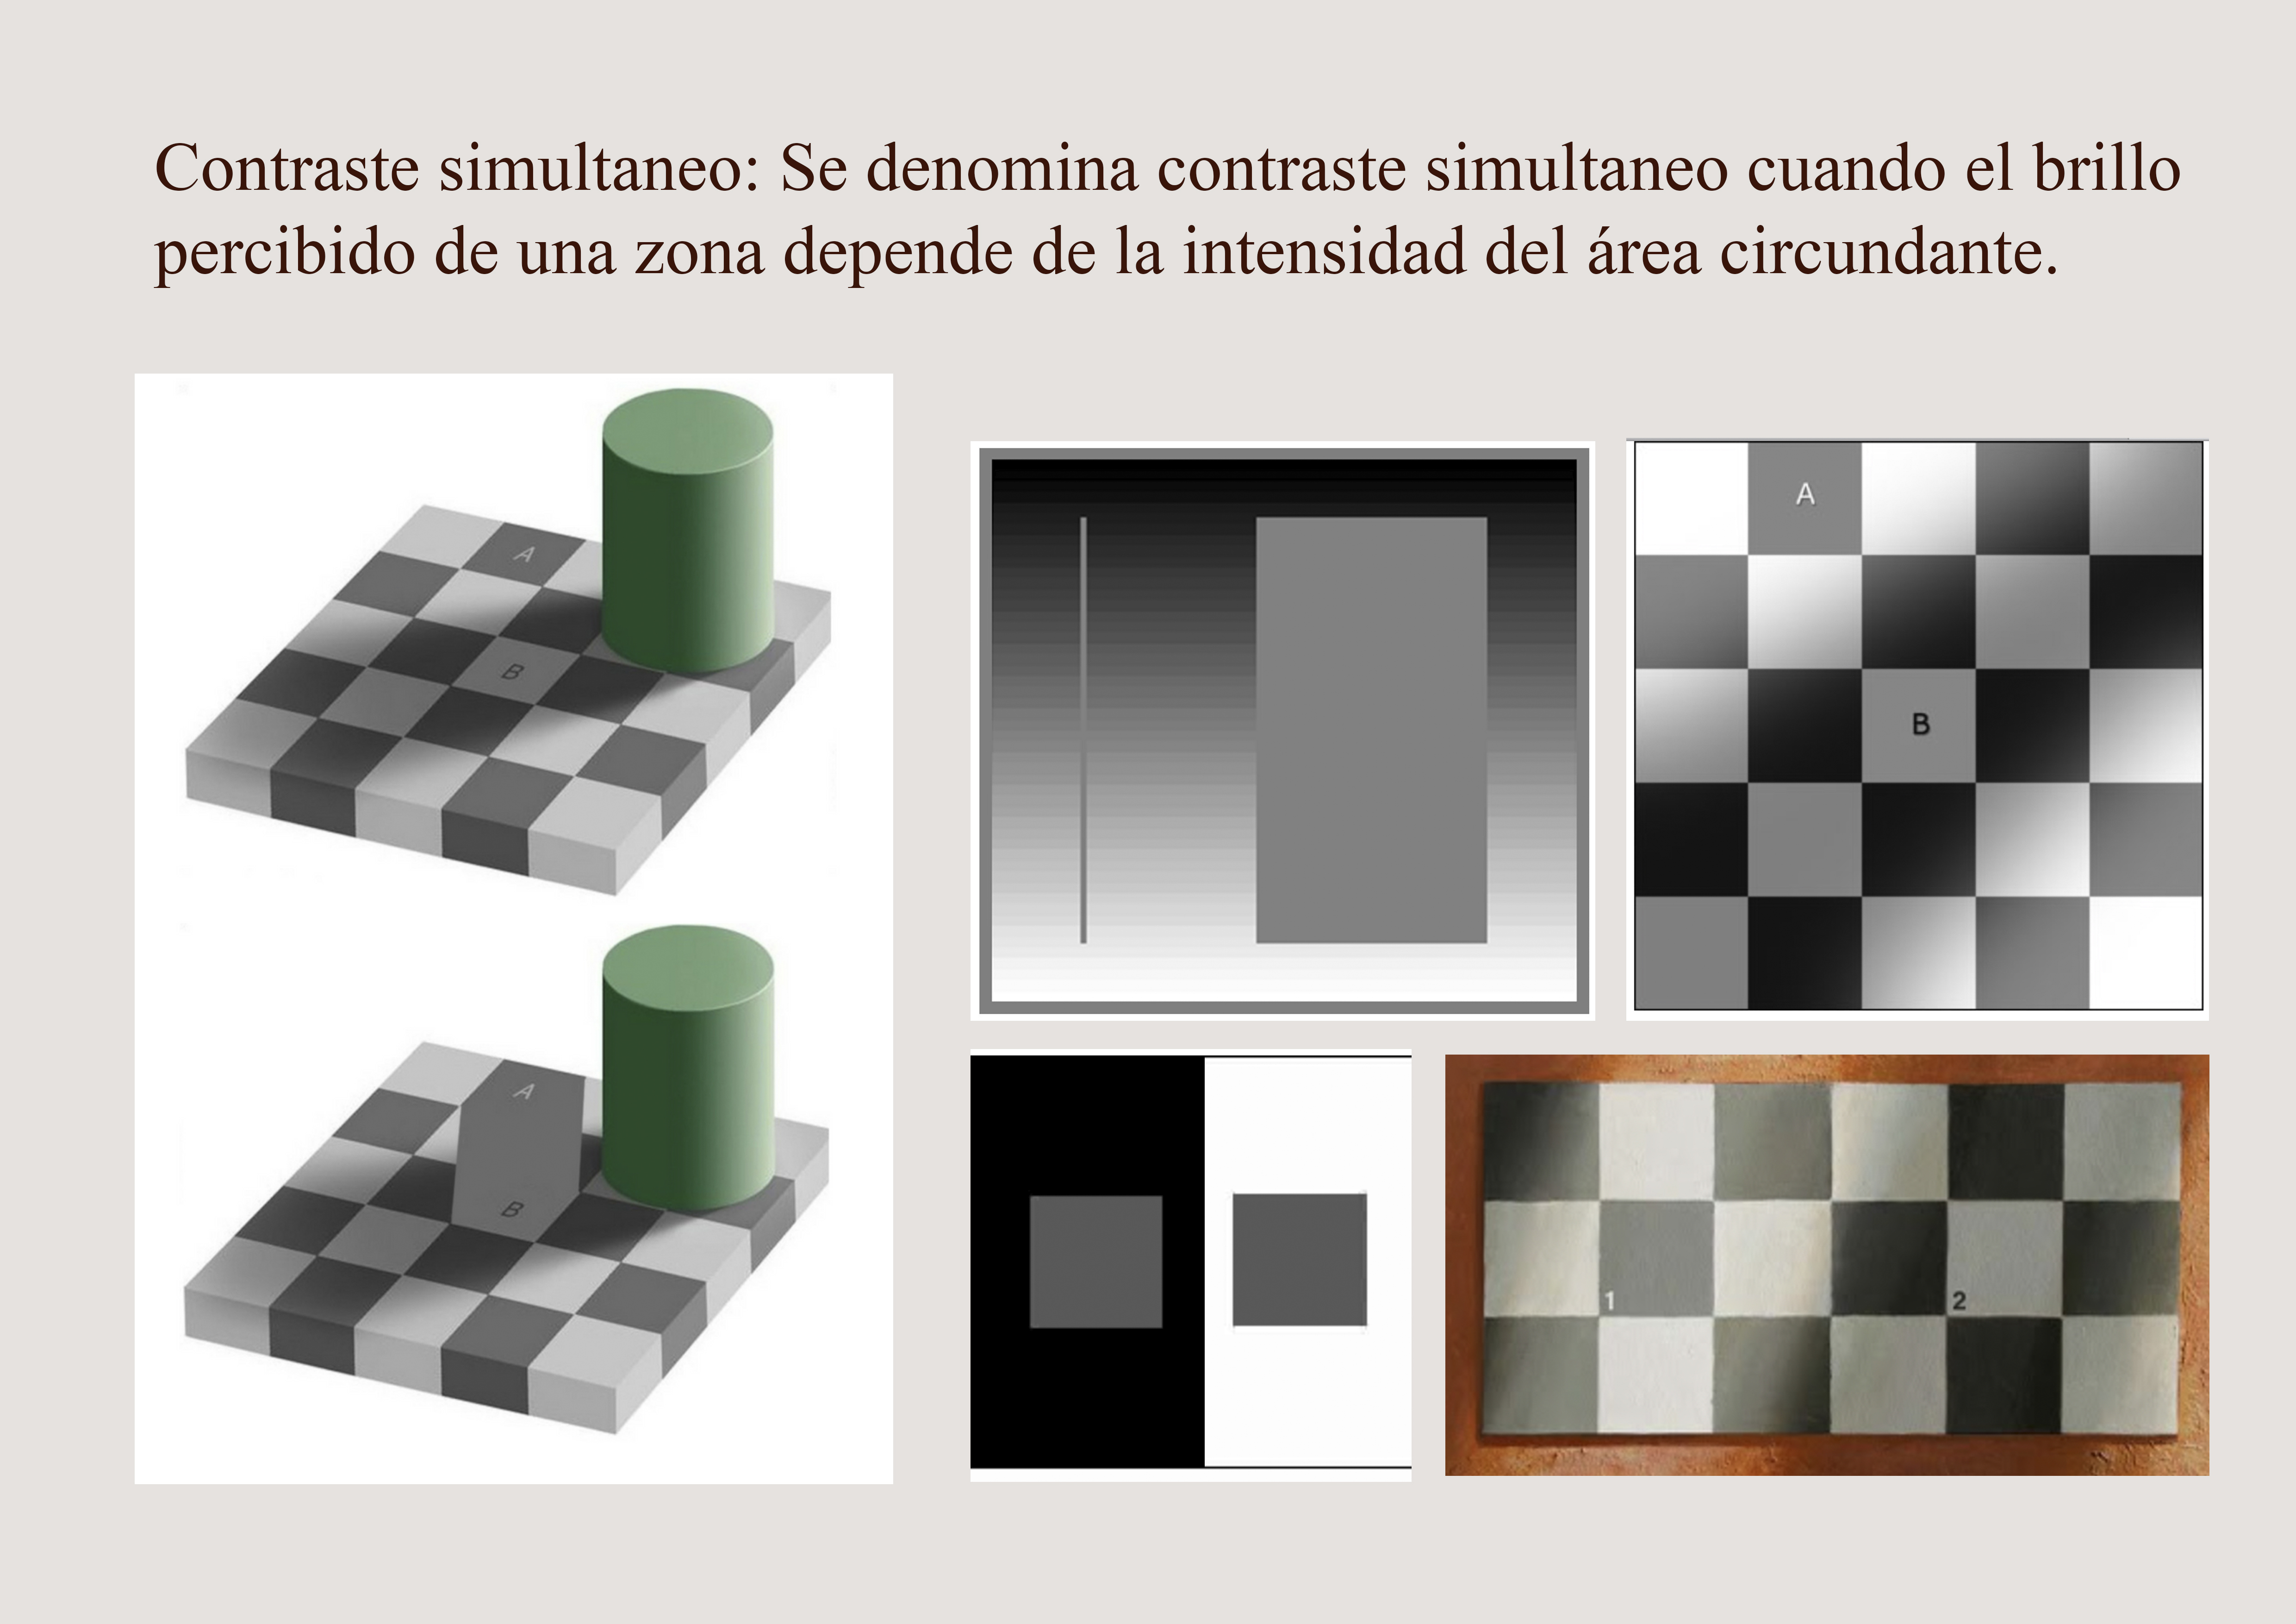 Contraste simultaneo: Se denomina contraste simultaneo cuando el brillo
percibido de una zona depende de la intensidad del área circundante.
A
B
A
B
A
B
1
2